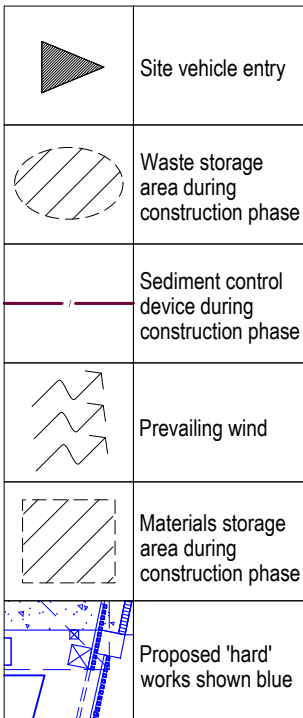 Site vehicle entry
Waste storage
area during
construction phase
Sediment control
device during
construction phase
Prevailing wind
Materials storage
area during
construction phase
Proposed 'hard'
works shown blue